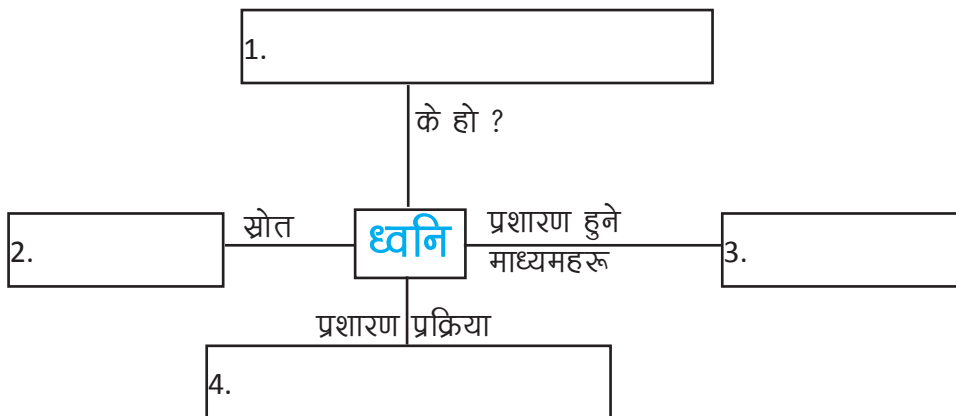 1.
के हो ?
2.
स्रोत
ध्वनि
प्रशारण हुने
माध्यमहरू
3.
प्रशारण प्रक्रिया
4.